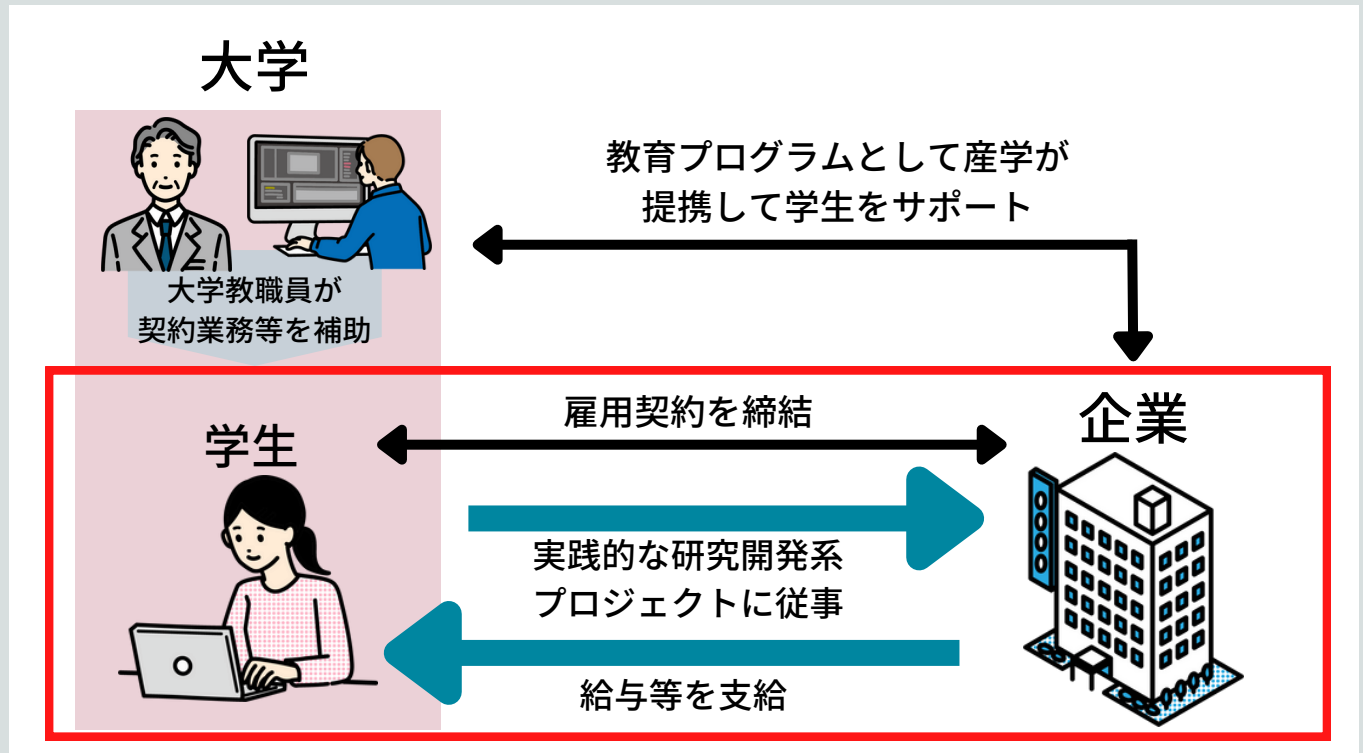 大学
教育プログラムとして産学が
提携して学生をサポート
大学教職員が
契約業務等を補助
雇用契約を締結
学生
企業
実践的な研究開発系
プロジェクトに従事
給与等を支給